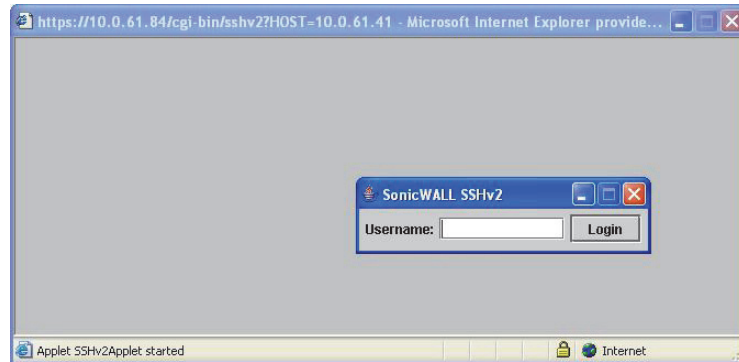 https://10.0.61.84/cgi-bin/sshv2?HOST=10.0.61.41 - Microsoft Internet Explorer provide...
SonicWALL SSHv2
Username: Login
Applet SSHv2Applet started Internet